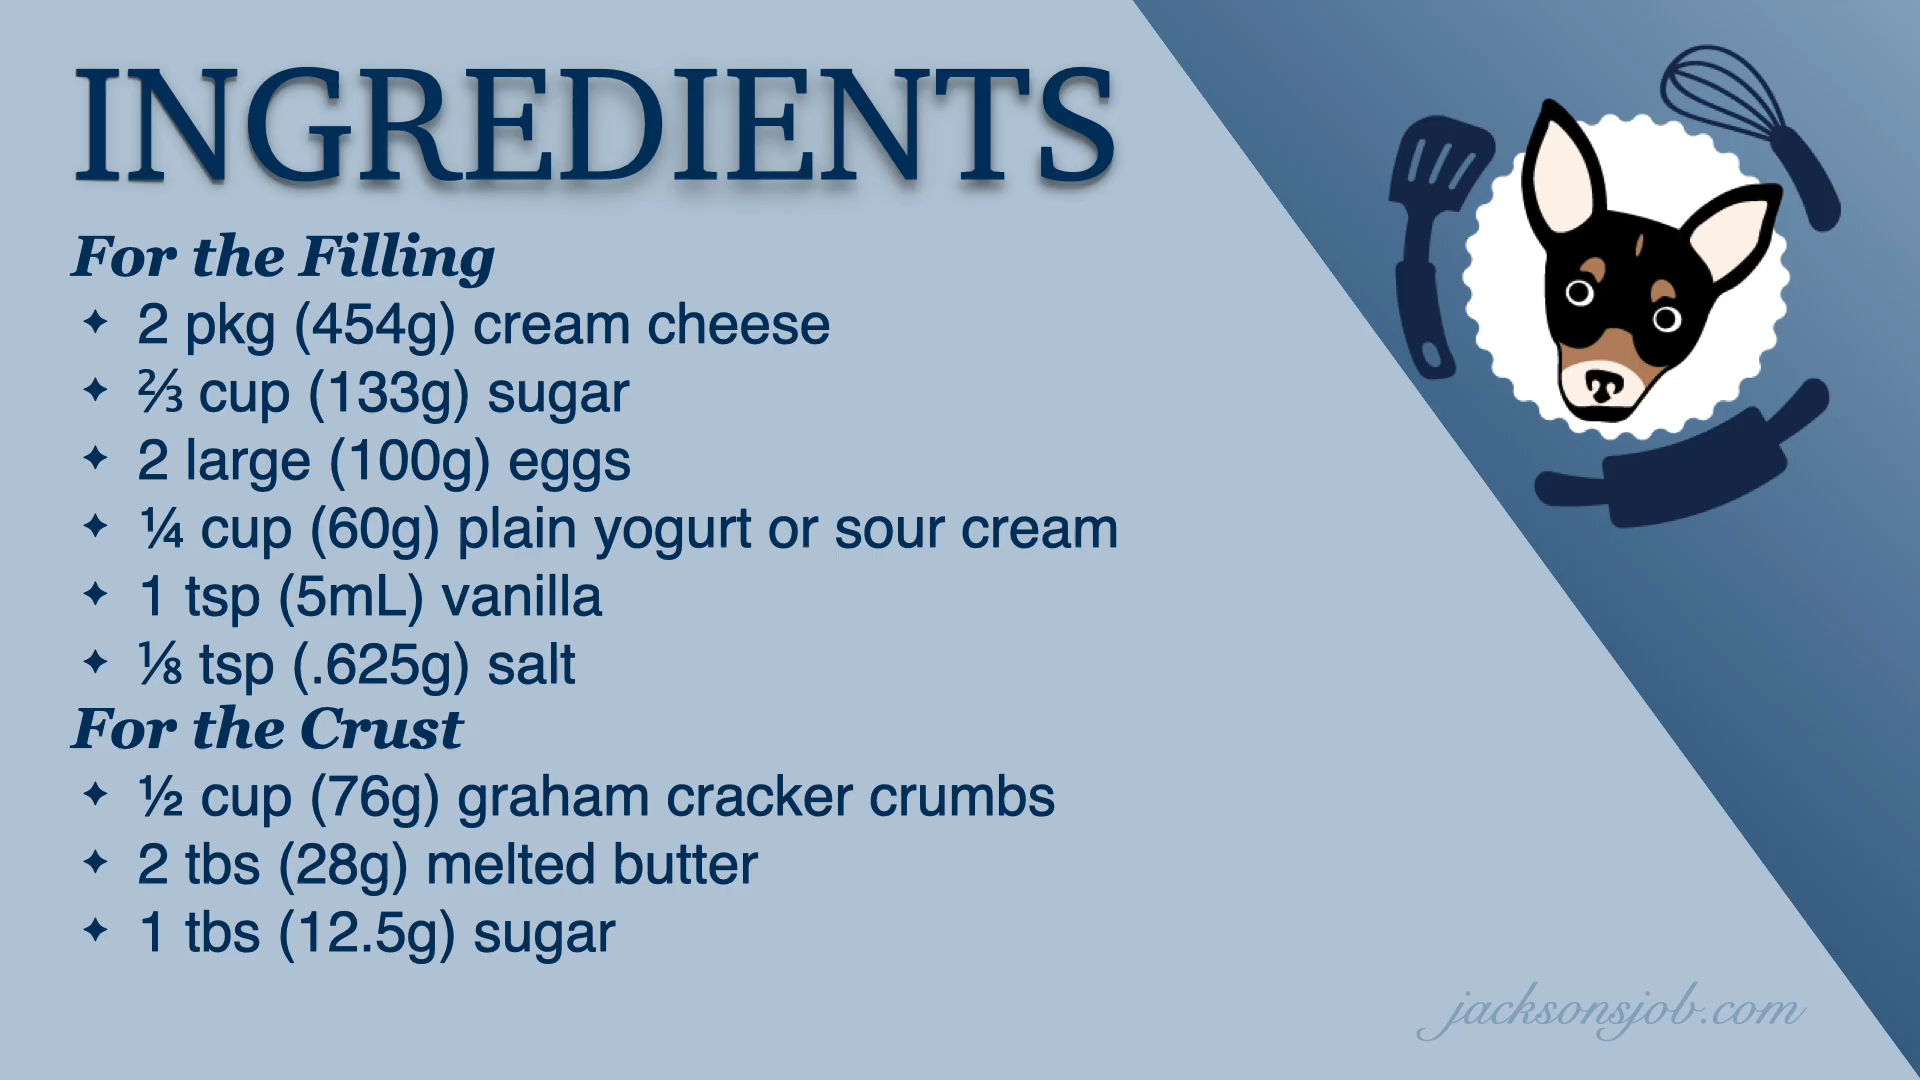 INGREDIENTS
For the Filling
✦ 2 pkg (454g) cream cheese
✦ ⅔ cup (133g) sugar
✦ 2 large (100g) eggs
✦ ¼ cup (60g) plain yogurt or sour cream
✦ 1 tsp (5mL) vanilla
✦ ⅛ tsp (.625g) salt
For the Crust
✦ ½ cup (76g) graham cracker crumbs
✦ 2 tbs (28g) melted butter
✦ 1 tbs (12.5g) sugar
jacksonsjob.com